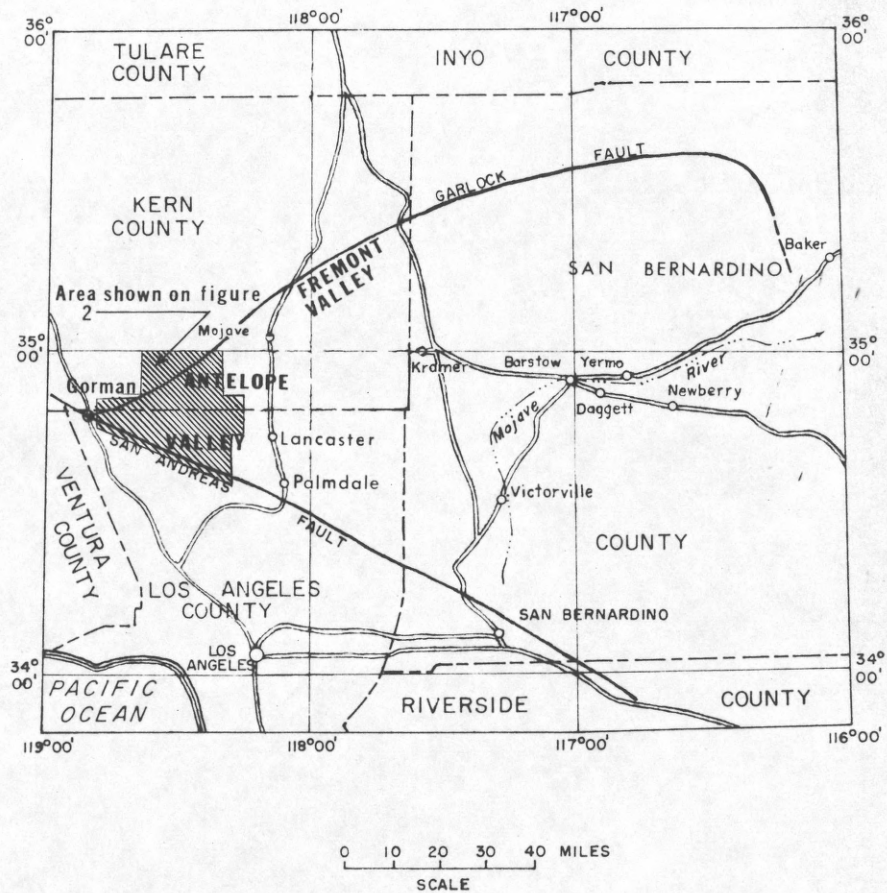 36°
00'
118°00'
117°00'
36°
00'
TULARE
COUNTY
INYO
COUNTY
GARLOCK
FAULT
KERN
COUNTY
FREMONT
VALLEY
SAN BERNARDINO
Baker
Area shown on figure
2
Mojave
35°
00'
35°
00'
Gorman
ANTELOPE
VALLEY
Kramer
Barstow
Yermo
River
Mojave
Daggett
Newberry
SAN ANDREAS
FAULT
Lancaster
Palmdale
Victorville
VENTURA
COUNTY
COUNTY
LOS ANGELES
COUNTY
SAN BERNARDINO
LOS
ANGELES
34°
00'
34°
00'
PACIFIC
OCEAN
RIVERSIDE
COUNTY
119°00'
118°00'
117°00'
116°00'
0 10 20 30 40 MILES
SCALE